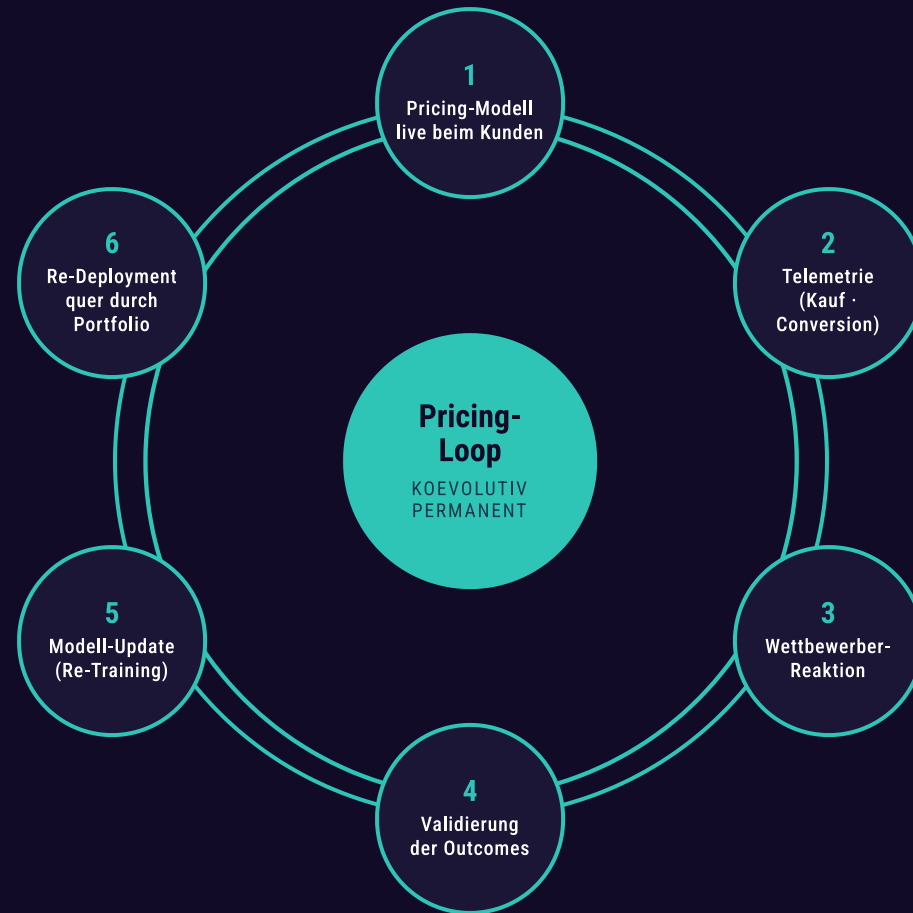 1
Pricing-Modell
live beim Kunden
2
Telemetrie
(Kauf ·
Conversion)
3
Wettbewerber-
Reaktion
4
Validierung
der Outcomes
5
Modell-Update
(Re-Training)
6
Re-Deployment
quer durch
Portfolio
Pricing-
Loop
KOEVOLUTIV
PERMANENT